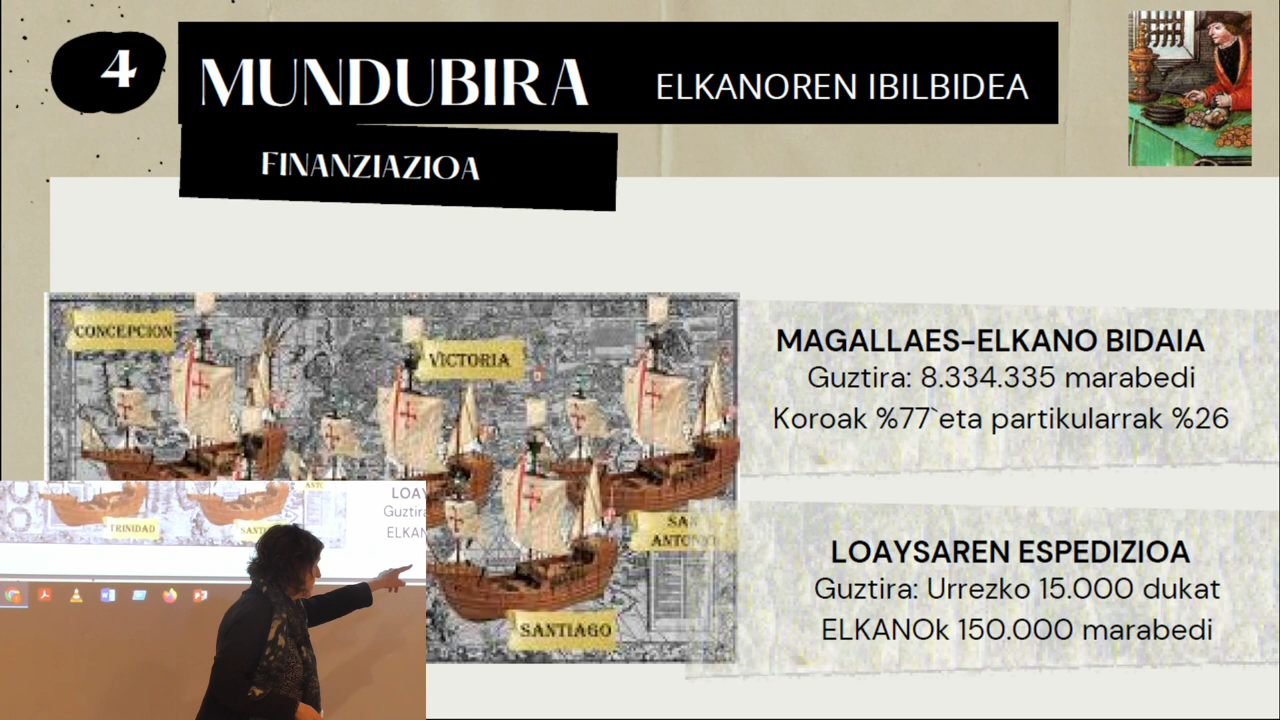 4
MUNDUBIRA
ELKANOREN IBILBIDEA
FINANZIAZIOA
CONCEPCION
VICTORIA
SAN
ANTONIO
SANTIAGO
MAGALLAES-ELKANO BIDAIA
Guztira: 8.334.335 marabedi
Koroak %77`eta partikularrak %26
LOAYSAREN ESPEDIZIOA
Guztira: Urrezko 15.000 dukat
ELKANOk 150.000 marabedi
TRINIDAD
LOAY
Guztira
ELKAN